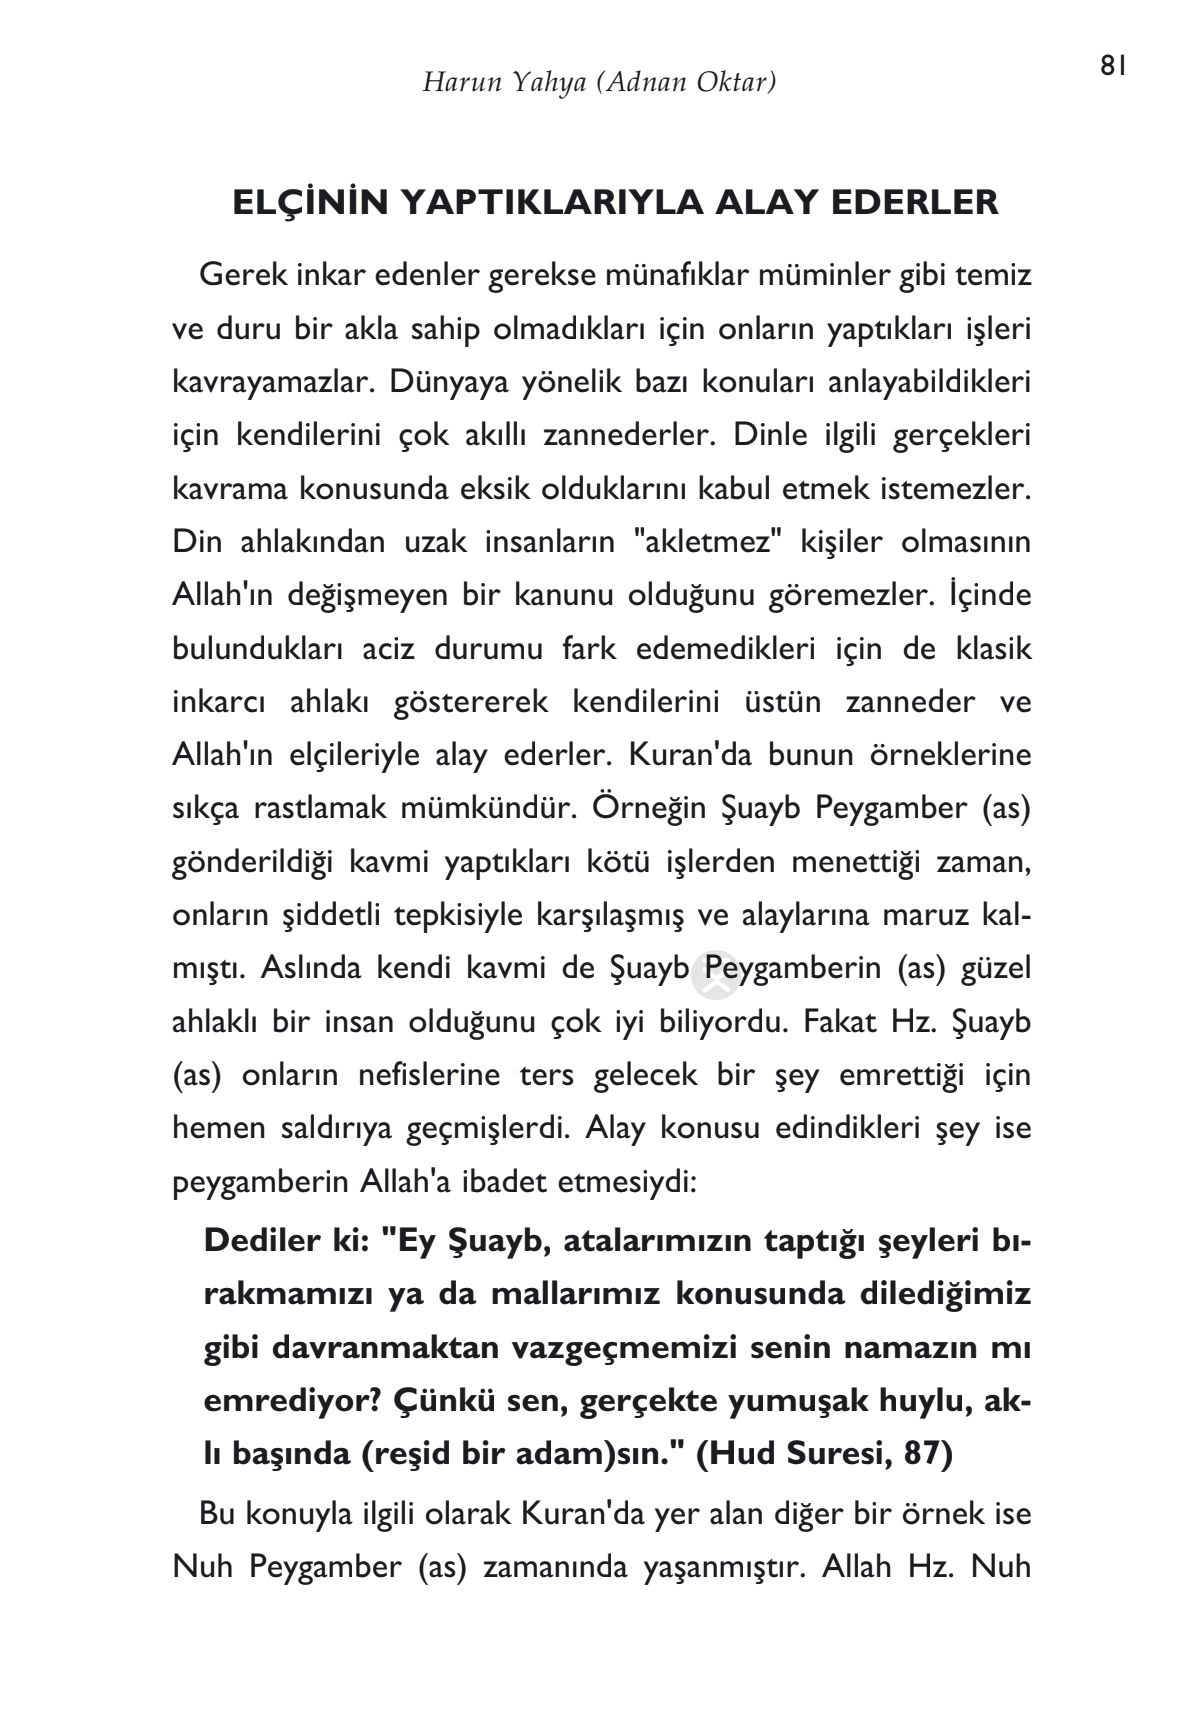 Harun Yahya (Adnan Oktar)
81
ELÇİNİN YAPTIKLARIYLA ALAY EDERLER
Gerek inkar edenler gerekse münafıklar müminler gibi temiz
ve duru bir akla sahip olmadıkları için onların yaptıkları işleri
kavrayamazlar. Dünyaya yönelik bazı konuları anlayabildikleri
için kendilerini çok akıllı zannederler. Dinle ilgili gerçekleri
kavrama konusunda eksik olduklarını kabul etmek istemezler.
Din ahlakından uzak insanların "akletmez" kişiler olmasının
Allah'ın değişmeyen bir kanunu olduğunu göremezler. İçinde
bulundukları aciz durumu fark edemedikleri için de klasik
inkarcı ahlakı göstererek kendilerini üstün zanneder ve
Allah'ın elçileriyle alay ederler. Kuran'da bunun örneklerine
sıkça rastlamak mümkündür. Örneğin Şuayb Peygamber (as)
gönderildiği kavmi yaptıkları kötü işlerden menettiği zaman,
onların şiddetli tepkisiyle karşılaşmış ve alaylarına maruz kal-
mıştı. Aslında kendi kavmi de Şuayb Peygamberin (as) güzel
ahlaklı bir insan olduğunu çok iyi biliyordu. Fakat Hz. Şuayb
(as) onların nefislerine ters gelecek bir şey emrettiği için
hemen saldırıya geçmişlerdi. Alay konusu edindikleri şey ise
peygamberin Allah'a ibadet etmesiydi:
Dediler ki: "Ey Şuayb, atalarımızın taptığı şeyleri bı-
rakmamızı ya da mallarımız konusunda dilediğimiz
gibi davranmaktan vazgeçmemizi senin namazın mı
emrediyor? Çünkü sen, gerçekte yumuşak huylu, ak-
lı başında (reşid bir adam)sın." (Hud Suresi, 87)
Bu konuyla ilgili olarak Kuran'da yer alan diğer bir örnek ise
Nuh Peygamber (as) zamanında yaşanmıştır. Allah Hz. Nuh